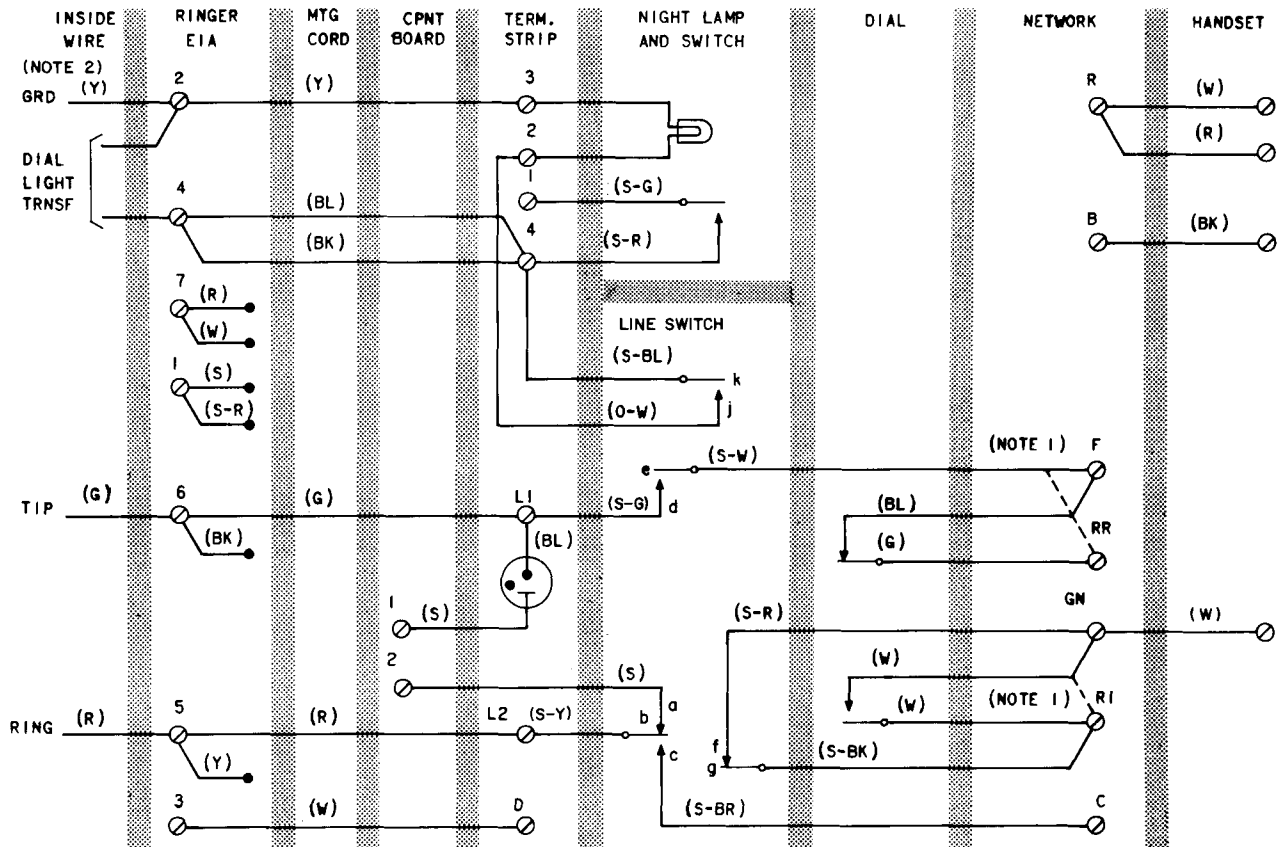 INSIDE WIRE
RINGER E1A
MTG CORD
CPNT BOARD
TERM. STRIP
NIGHT LAMP AND SWITCH
DIAL
NETWORK
HANDSET
(NOTE 2)
GRD (Y) 2 (Y) 3
R (W)
(R)
2
DIAL LIGHT TRNSF
1 (S-G)
4 (BL)
(BK) 4 (S-R)
B (BK)
7 (R)
(W)
LINE SWITCH
(S-BL) k
1 (S)
(S-R)
(O-W) j
(S-W) (NOTE 1) F
e
TIP (G) 6 (G) L1 (S-G) d
(BL)
(BK) (BL)
(G) RR
GN
1 (S)
(S-R) (W)
2 (S)
(W)
a
RING (R) 5 (R) L2 (S-Y) b
(W) (NOTE 1) R1
c
f
(Y)
g (S-BK)
3 (W) D
(S-BR) C